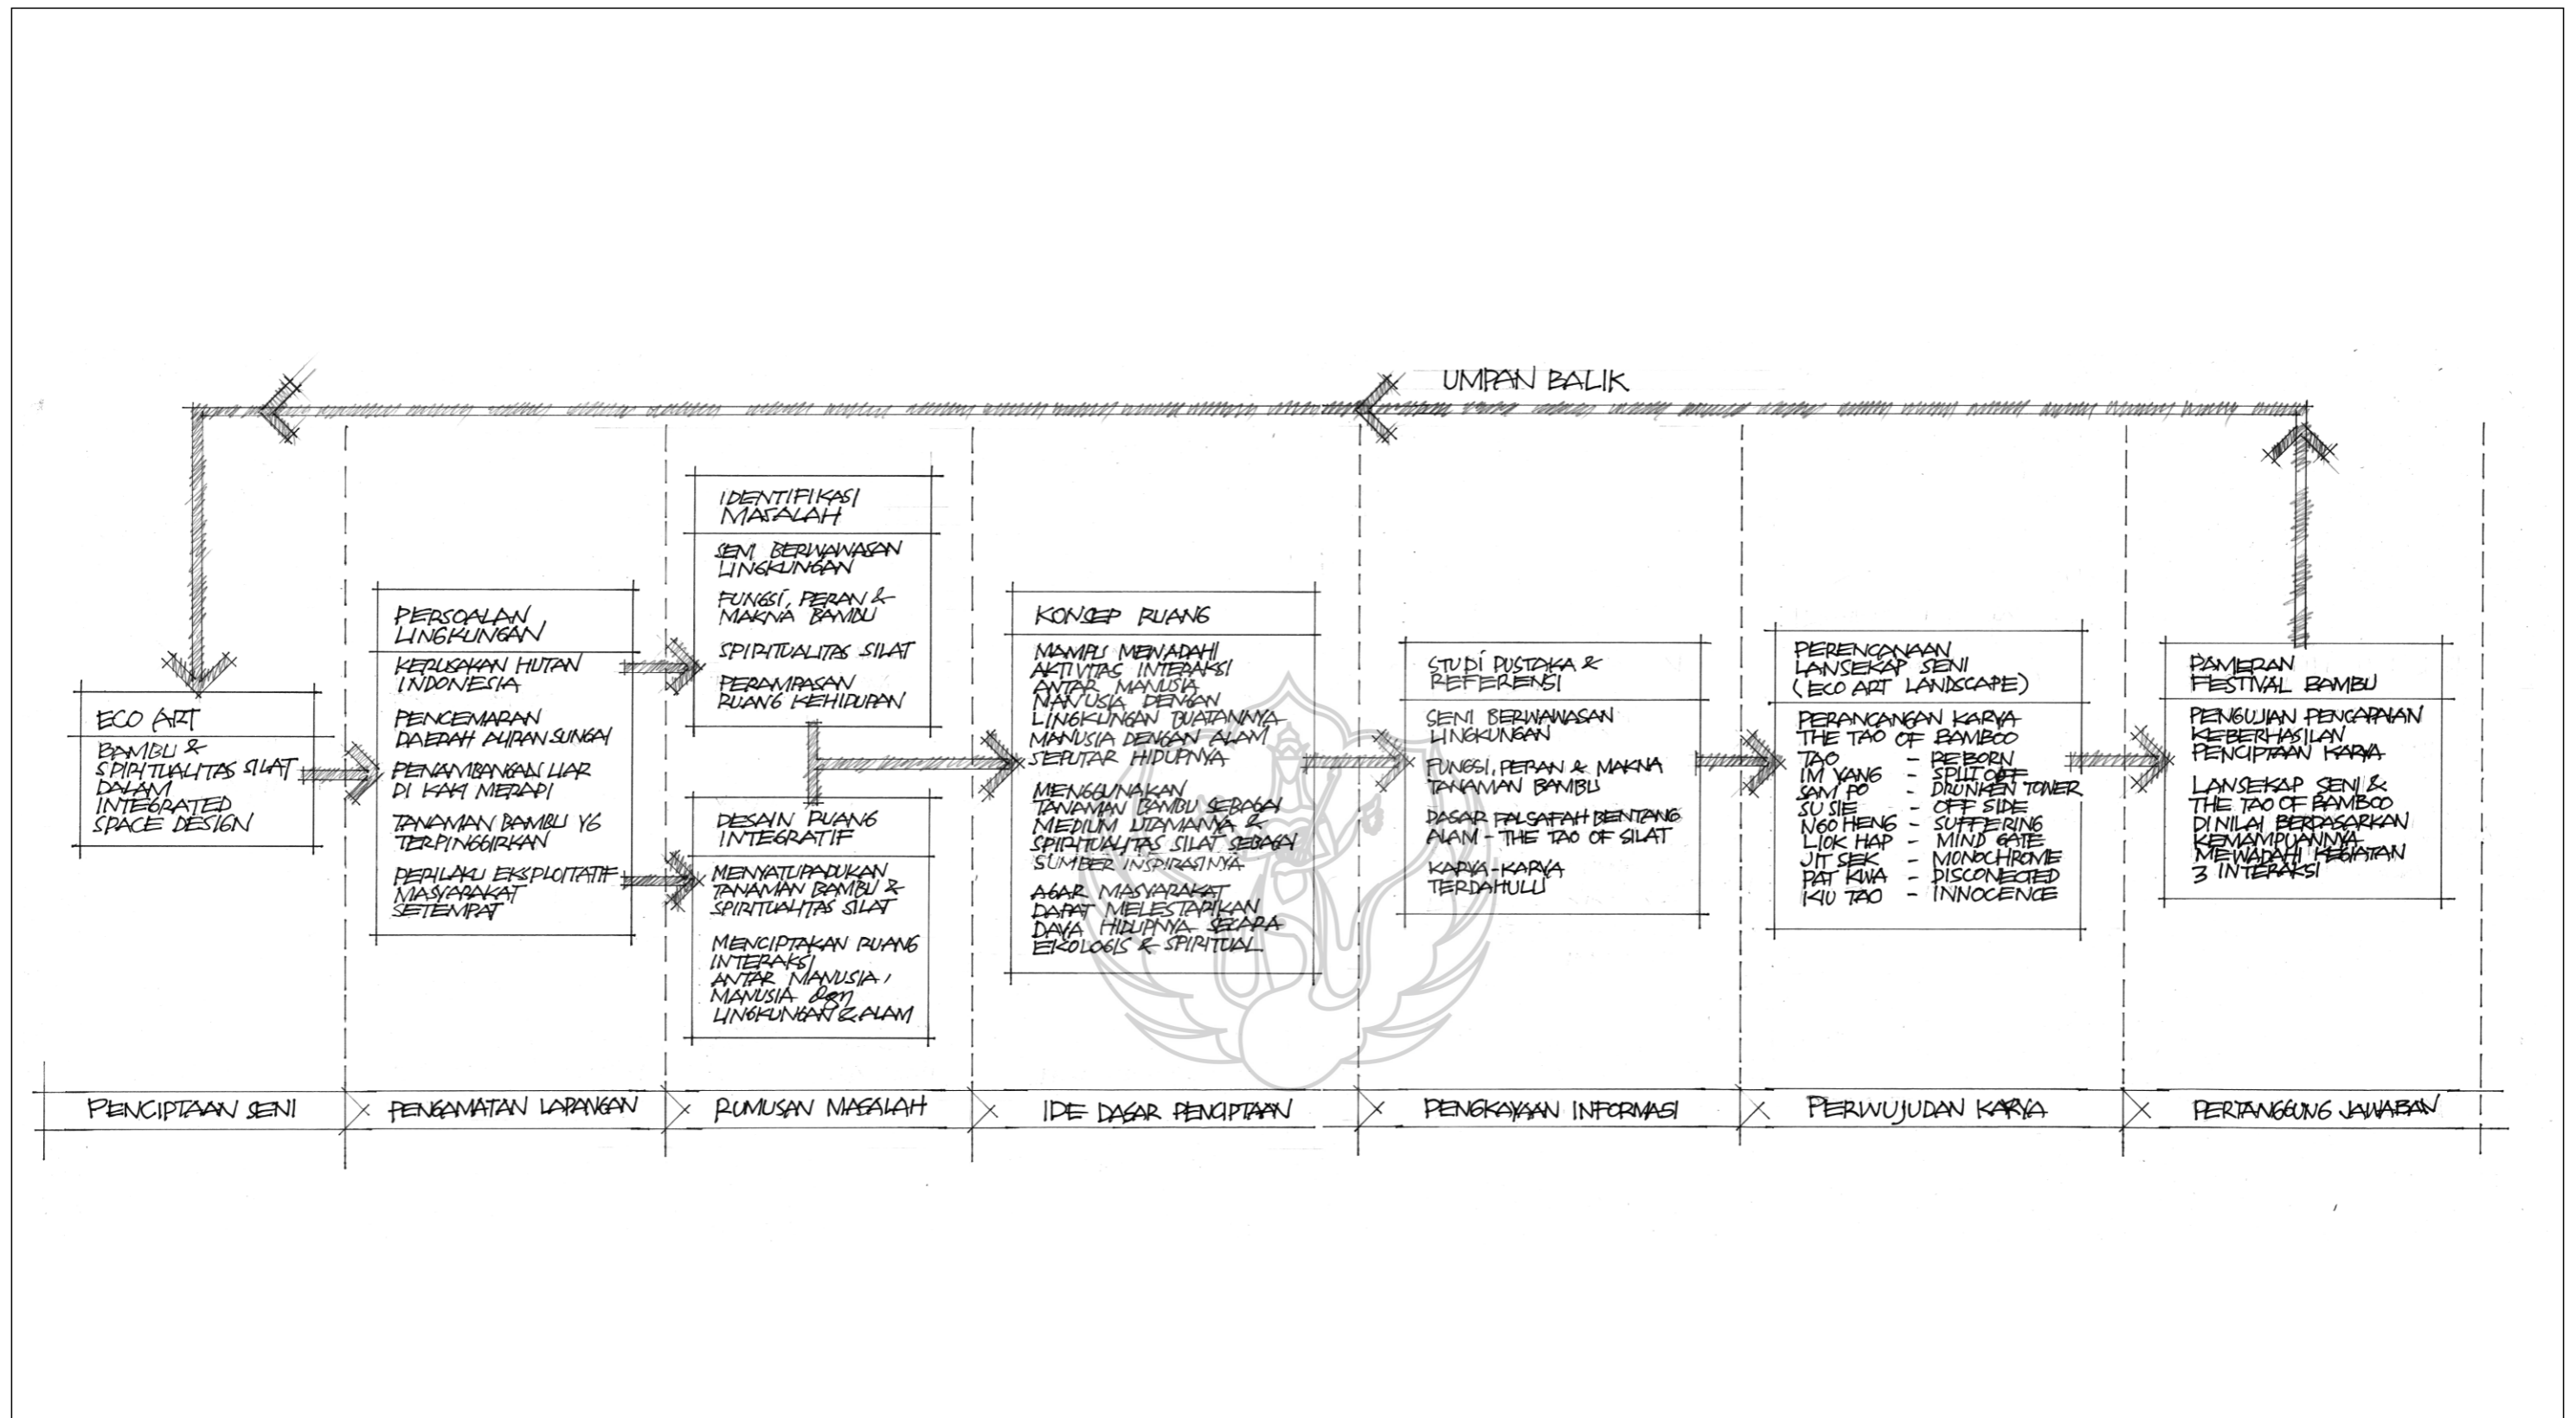 UMPAN BALIK
ECO ART
BAMBU &
SPIRITUALITAS SILAT
DALAM
INTEGRATED
SPACE DESIGN
PERSOALAN
LINGKUNGAN
KERUSAKAN HUTAN
INDONESIA
PENCEMARAN
DAERAH ALIRAN SUNGAI
PENAMBANGAN LIAR
DI KAKI MERAPI
TANAMAN BAMBU YG
TERPINGGIRKAN
PERILAKU EKSPLOITATIF
MASYARAKAT
SETEMPAT
IDENTIFIKASI
MASALAH
SENI BERWAWASAN
LINGKUNGAN
FUNGSI, PERAN &
MAKNA BAMBU
SPIRITUALITAS SILAT
PERAMPASAN
RUANG KEHIDUPAN
DESAIN RUANG
INTEGRATIF
MENYATUPADUKAN
TANAMAN BAMBU &
SPIRITUALITAS SILAT
MENCIPTAKAN RUANG
INTERAKSI
ANTAR MANUSIA,
MANUSIA dgn
LINGKUNGAN & ALAM
KONSEP RUANG
MAMPU MEWADAHI
AKTIVITAS INTERAKSI
ANTAR MANUSIA
MANUSIA DENGAN
LINGKUNGAN BUATANNYA
MANUSIA DENGAN ALAM
SEPUTAR HIDUPNYA
MENGGUNAKAN
TANAMAN BAMBU SEBAGAI
MEDIUM UTAMANYA &
SPIRITUALITAS SILAT SEBAGAI
SUMBER INSPIRASINYA
AGAR MASYARAKAT
DAPAT MELESTARIKAN
DAYA HIDUPNYA SECARA
EKOLOGIS & SPIRITUAL
STUDI PUSTAKA &
REFERENSI
SENI BERWAWASAN
LINGKUNGAN
FUNGSI, PERAN & MAKNA
TANAMAN BAMBU
DASAR FALSAFAH BENTANG
ALAM - THE TAO OF SILAT
KARYA-KARYA
TERDAHULU
PERENCANAAN
LANSEKAP SENI
(ECO ART LANDSCAPE)
PERANCANGAN KARYA
THE TAO OF BAMBOO
TAO - REBORN
IM YANG - SPLIT OFF
SAM PO - DRUNKEN TOWER
SU SIE - OFF SIDE
NGO HENG - SUFFERING
LIOK HAP - MIND GATE
JIT SEK - MONOCHROME
PAT KWA - DISCONECTED
KIU TAO - INNOCENCE
PAMERAN
FESTIVAL BAMBU
PENGUJIAN PENCAPAIAN
KEBERHASILAN
PENCIPTAAN KARYA
LANSEKAP SENI &
THE TAO OF BAMBOO
DINILAI BERDASARKAN
KEMAMPUANNYA
MEWADAHI KEGIATAN
3 INTERAKSI
PENCIPTAAN SENI
PENGAMATAN LAPANGAN
RUMUSAN MASALAH
IDE DASAR PENCIPTAAN
PENGKAYAAN INFORMASI
PERWUJUDAN KARYA
PERTANGGUNG JAWABAN